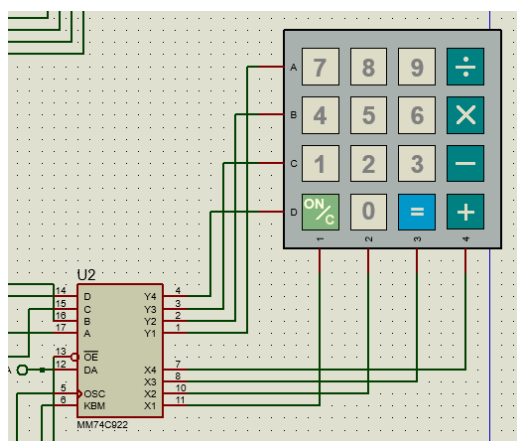 A 7 8 9 ÷
B 4 5 6 ×
C 1 2 3 −
D ON/C 0 = +
1 2 3 4
U2
14 D Y4 4
15 C Y3 3
16 B Y2 2
17 A Y1 1
13 OE
12 DA X4 7
X3 8
5 OSC X2 10
6 KBM X1 11
MM74C922